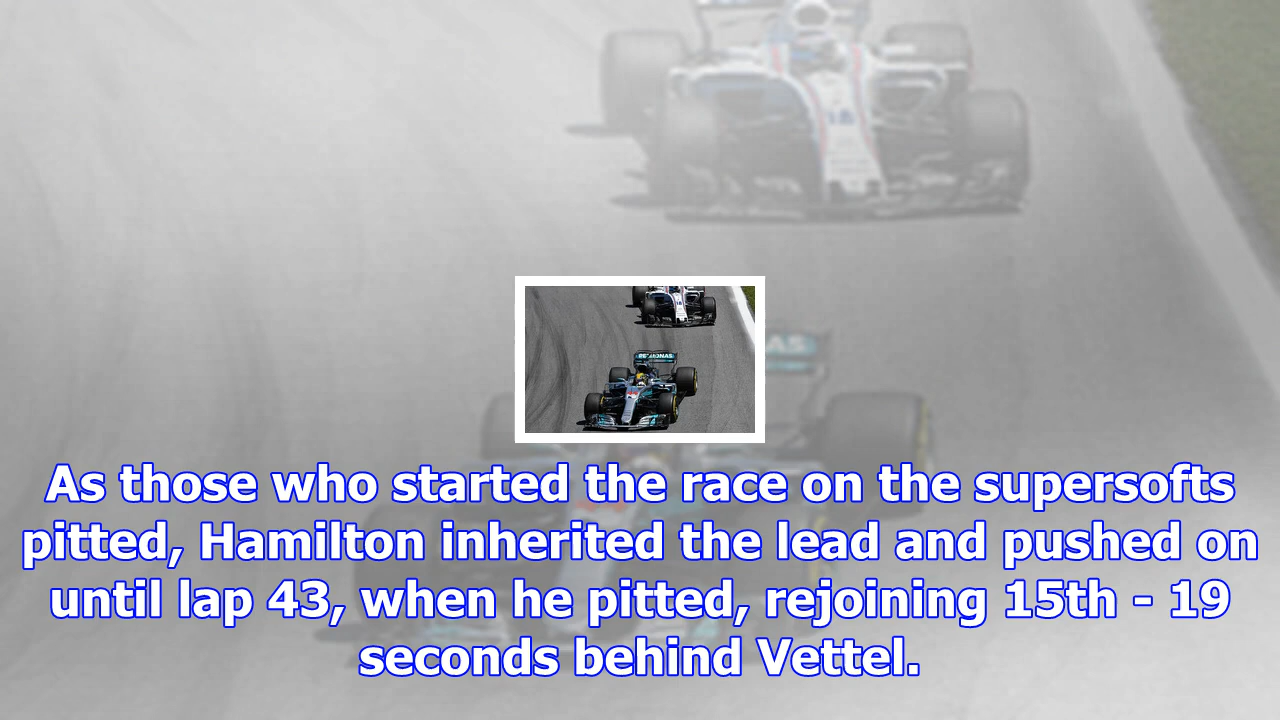 PETRONAS
As those who started the race on the supersofts
pitted, Hamilton inherited the lead and pushed on
until lap 43, when he pitted, rejoining 15th - 19
seconds behind Vettel.